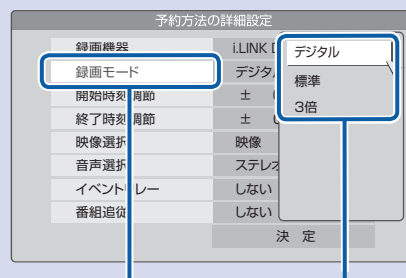 予約方法の詳細設定
録画機器 i.LINK
録画モード デジタル
開始時刻調節 ±
終了時刻調節 ±
映像選択 映像
音声選択 ステレオ
イベントリレー しない
番組追従 しない
決 定
デジタル
標準
3倍